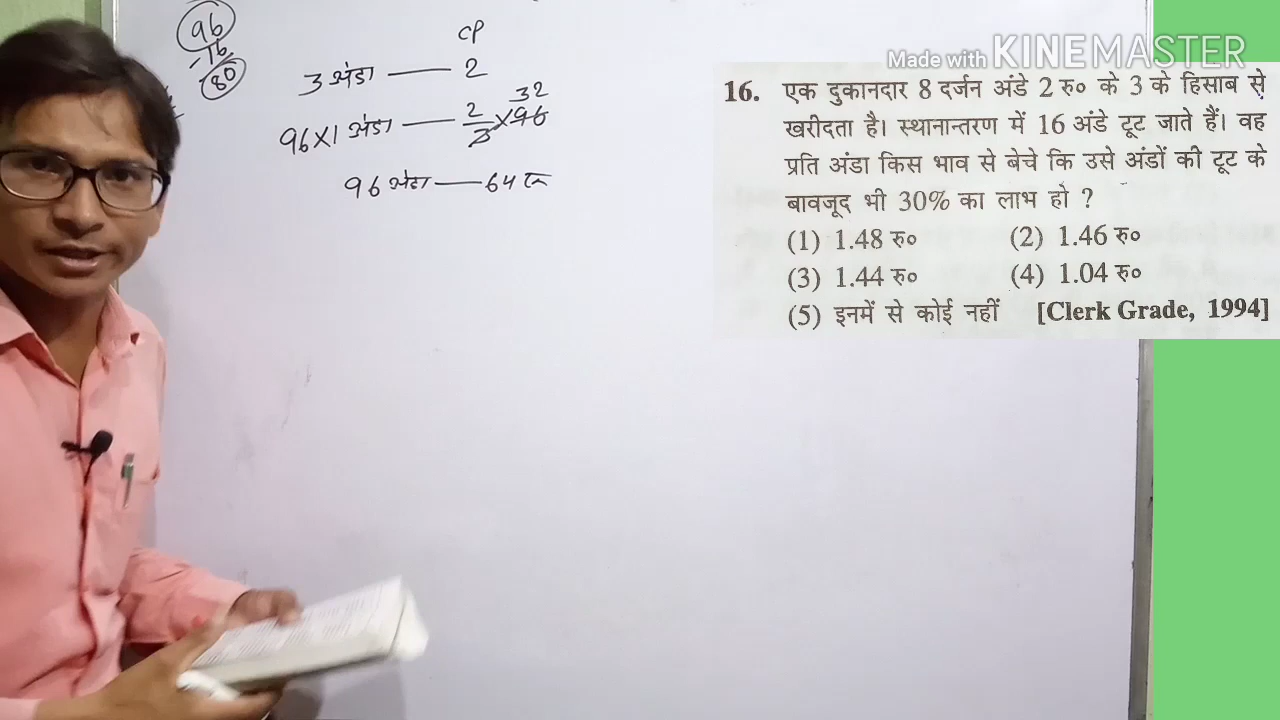 96
-16
80
CP
3 अंडा — 2
32
96×1 अंडा — 2/3×96
96 अंडा — 64 रु
Made with KINEMASTER
16. एक दुकानदार 8 दर्जन अंडे 2 रु० के 3 के हिसाब से
खरीदता है। स्थानान्तरण में 16 अंडे टूट जाते हैं। वह
प्रति अंडा किस भाव से बेचे कि उसे अंडों की टूट के
बावजूद भी 30% का लाभ हो ?
(1) 1.48 रु० (2) 1.46 रु०
(3) 1.44 रु० (4) 1.04 रु०
(5) इनमें से कोई नहीं [Clerk Grade, 1994]